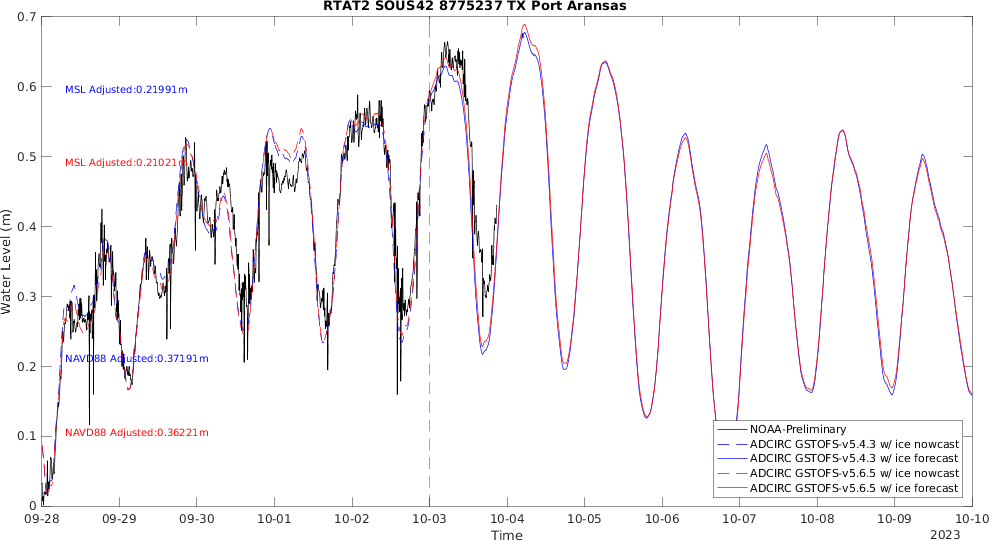 RTAT2 SOUS42 8775237 TX Port Aransas
0.7
0.6
0.5
0.4
0.3
0.2
0.1
0
Water Level (m)
MSL Adjusted:0.21991m
MSL Adjusted:0.21021m
NAVD88 Adjusted:0.37191m
NAVD88 Adjusted:0.36221m
NOAA-Preliminary
ADCIRC GSTOFS-v5.4.3 w/ ice nowcast
ADCIRC GSTOFS-v5.4.3 w/ ice forecast
ADCIRC GSTOFS-v5.6.5 w/ ice nowcast
ADCIRC GSTOFS-v5.6.5 w/ ice forecast
09-28 09-29 09-30 10-01 10-02 10-03 10-04 10-05 10-06 10-07 10-08 10-09 10-10
Time
2023